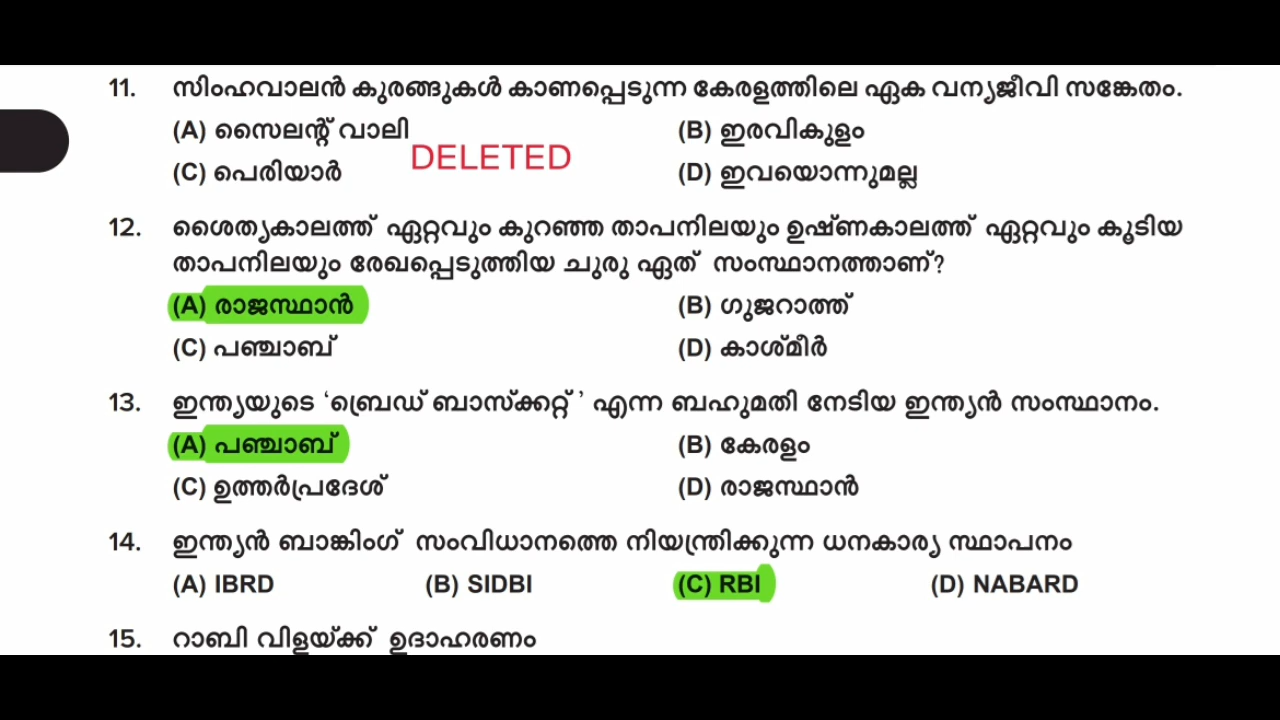 11. സിംഹവാലൻ കുരങ്ങുകൾ കാണപ്പെടുന്ന കേരളത്തിലെ ഏക വന്യജീവി സങ്കേതം.
(A) സൈലന്റ് വാലി (B) ഇരവികുളം
DELETED
(C) പെരിയാർ (D) ഇവയൊന്നുമല്ല
12. ശൈത്യകാലത്ത് ഏറ്റവും കുറഞ്ഞ താപനിലയും ഉഷ്ണകാലത്ത് ഏറ്റവും കൂടിയ
താപനിലയും രേഖപ്പെടുത്തിയ ചുരു ഏത് സംസ്ഥാനത്താണ്?
(A) രാജസ്ഥാൻ (B) ഗുജറാത്ത്
(C) പഞ്ചാബ് (D) കാശ്മീർ
13. ഇന്ത്യയുടെ ‘ബ്രെഡ് ബാസ്ക്കറ്റ് ’ എന്ന ബഹുമതി നേടിയ ഇന്ത്യൻ സംസ്ഥാനം.
(A) പഞ്ചാബ് (B) കേരളം
(C) ഉത്തർപ്രദേശ് (D) രാജസ്ഥാൻ
14. ഇന്ത്യൻ ബാങ്കിംഗ് സംവിധാനത്തെ നിയന്ത്രിക്കുന്ന ധനകാര്യ സ്ഥാപനം
(A) IBRD (B) SIDBI (C) RBI (D) NABARD
15. റാബി വിളയ്ക്ക് ഉദാഹരണം